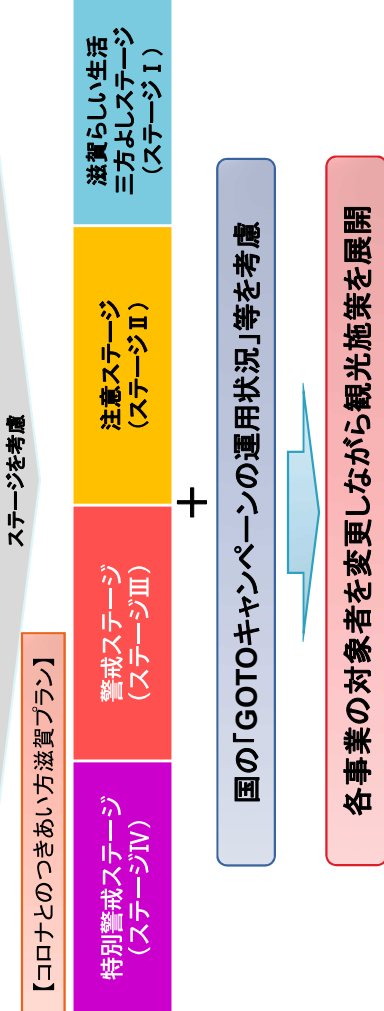 ステージを考慮
【コロナとのつきあい方滋賀プラン】
特別警戒ステージ
（ステージⅣ）
警戒ステージ
（ステージⅢ）
注意ステージ
（ステージⅡ）
滋賀らしい生活
三方よしステージ
（ステージⅠ）
＋
国の「GOTOキャンペーンの運用状況」等を考慮
各事業の対象者を変更しながら観光施策を展開